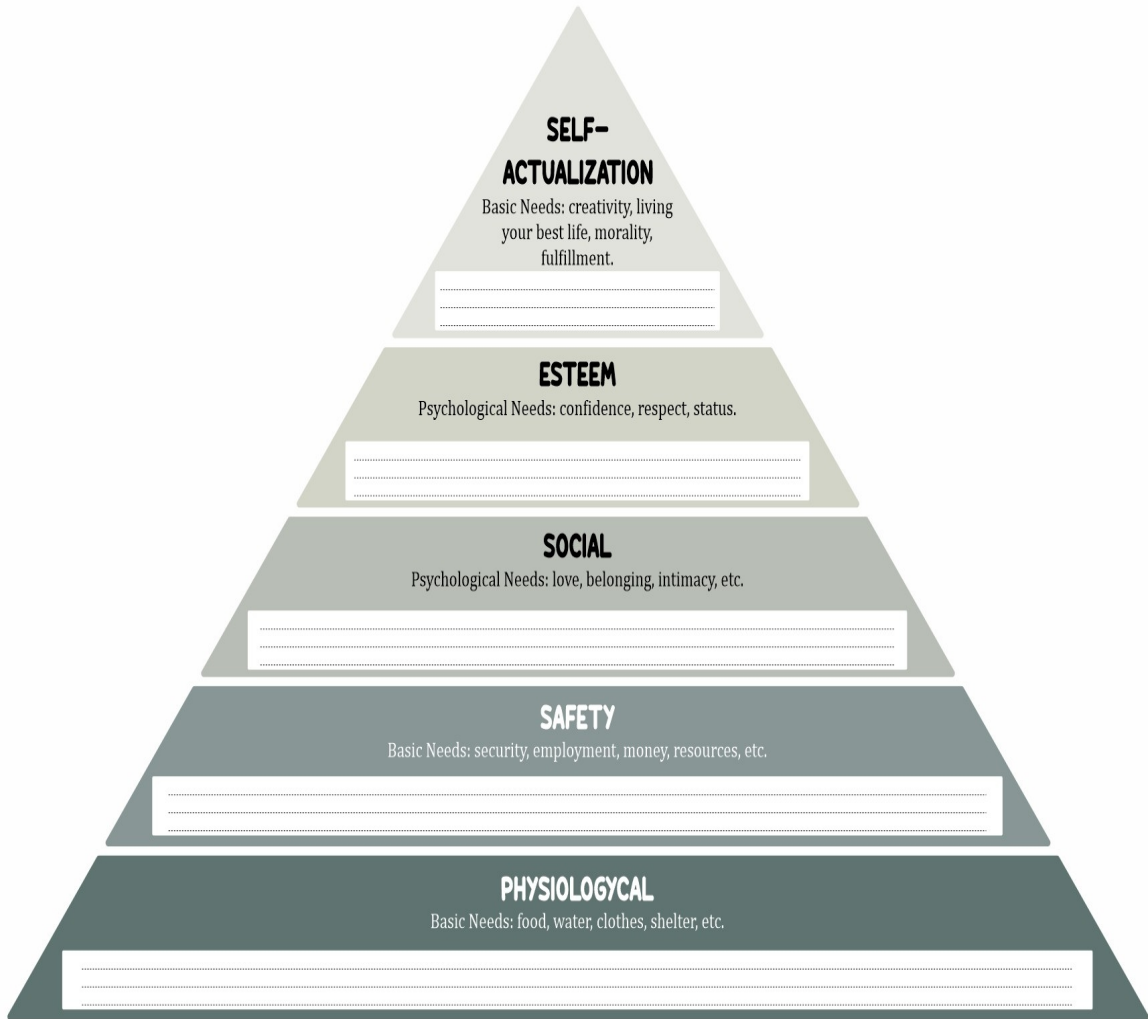 SELF-
ACTUALIZATION
Basic Needs: creativity, living
your best life, morality,
fulfillment.
ESTEEM
Psychological Needs: confidence, respect, status.
SOCIAL
Psychological Needs: love, belonging, intimacy, etc.
SAFETY
Basic Needs: security, employment, money, resources, etc.
PHYSIOLOGYCAL
Basic Needs: food, water, clothes, shelter, etc.